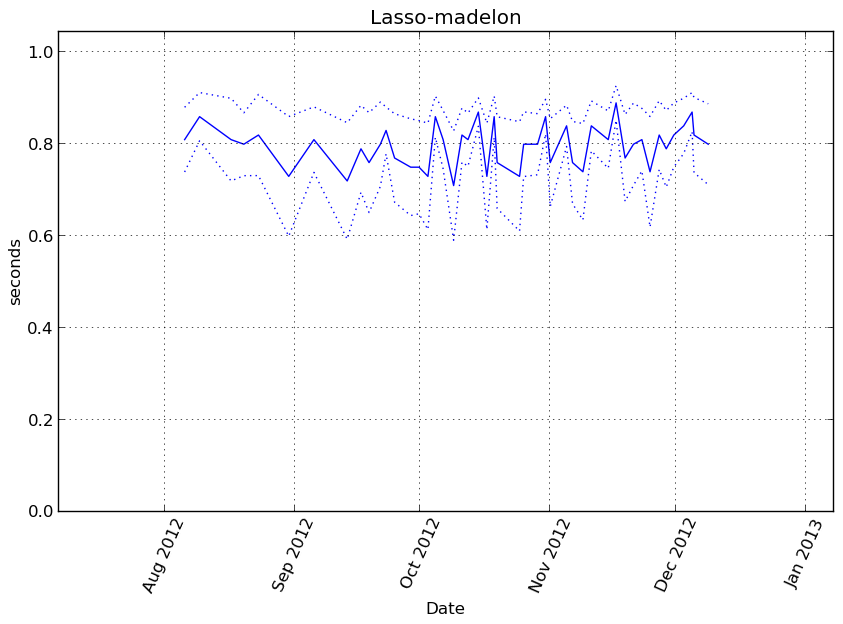 Lasso-madelon
1.0
0.8
0.6
0.4
0.2
0.0
seconds
Aug 2012
Sep 2012
Oct 2012
Nov 2012
Dec 2012
Jan 2013
Date